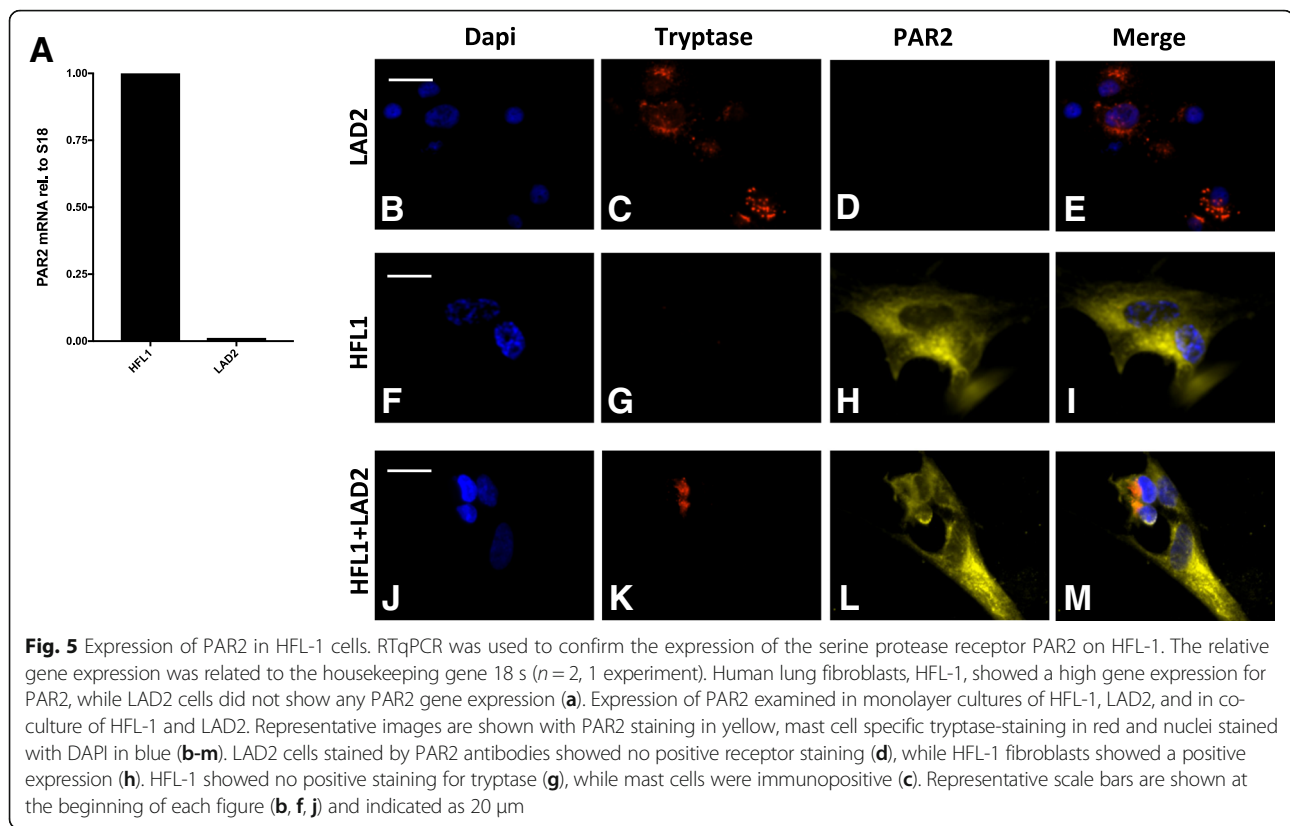 A
Dapi Tryptase PAR2 Merge
PAR2 mRNA rel. to S18
1.00
0.75
0.50
0.25
0.00
HFL1 LAD2
LAD2
B C D E
HFL1
F G H I
HFL1+LAD2
J K L M
Fig. 5 Expression of PAR2 in HFL-1 cells. RTqPCR was used to confirm the expression of the serine protease receptor PAR2 on HFL-1. The relative
gene expression was related to the housekeeping gene 18 s (n = 2, 1 experiment). Human lung fibroblasts, HFL-1, showed a high gene expression for
PAR2, while LAD2 cells did not show any PAR2 gene expression (a). Expression of PAR2 examined in monolayer cultures of HFL-1, LAD2, and in co-
culture of HFL-1 and LAD2. Representative images are shown with PAR2 staining in yellow, mast cell specific tryptase-staining in red and nuclei stained
with DAPI in blue (b-m). LAD2 cells stained by PAR2 antibodies showed no positive receptor staining (d), while HFL-1 fibroblasts showed a positive
expression (h). HFL-1 showed no positive staining for tryptase (g), while mast cells were immunopositive (c). Representative scale bars are shown at
the beginning of each figure (b, f, j) and indicated as 20 μm